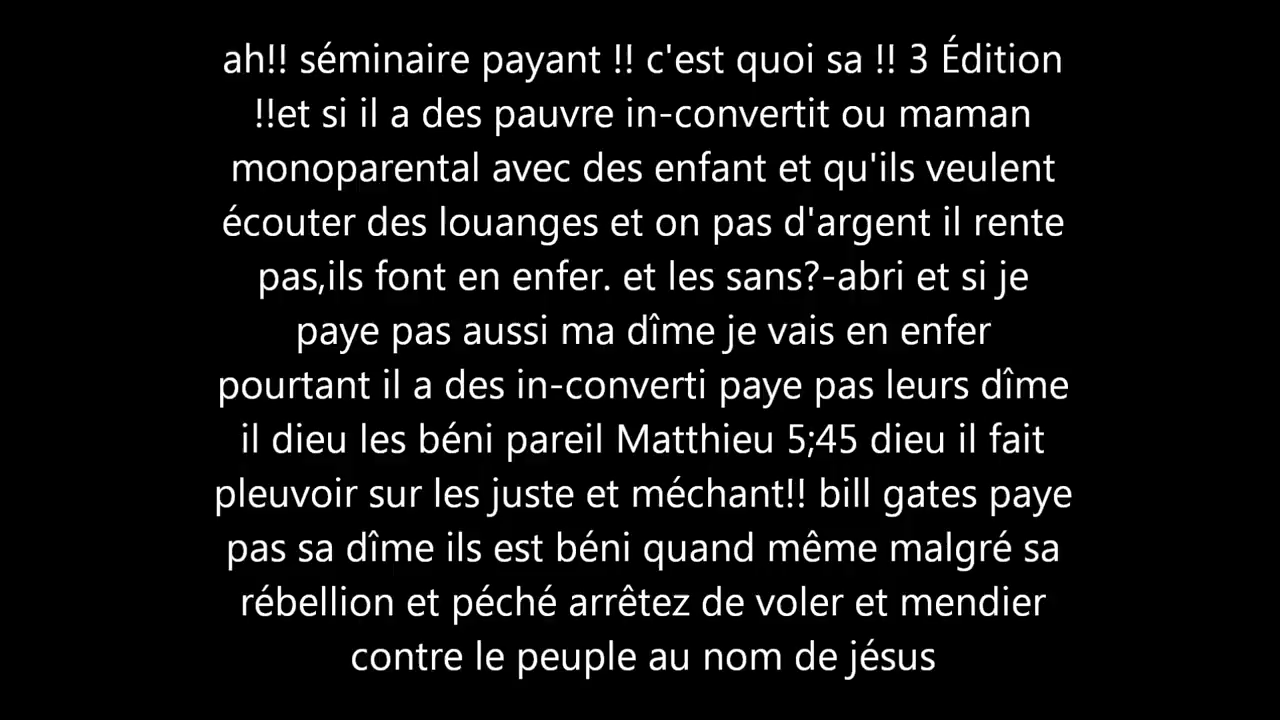 ah!! séminaire payant !! c'est quoi sa !! 3 Édition
!!et si il a des pauvre in-convertit ou maman
monoparental avec des enfant et qu'ils veulent
écouter des louanges et on pas d'argent il rente
pas,ils font en enfer. et les sans?-abri et si je
paye pas aussi ma dîme je vais en enfer
pourtant il a des in-converti paye pas leurs dîme
il dieu les béni pareil Matthieu 5;45 dieu il fait
pleuvoir sur les juste et méchant!! bill gates paye
pas sa dîme ils est béni quand même malgré sa
rébellion et péché arrêtez de voler et mendier
contre le peuple au nom de jésus